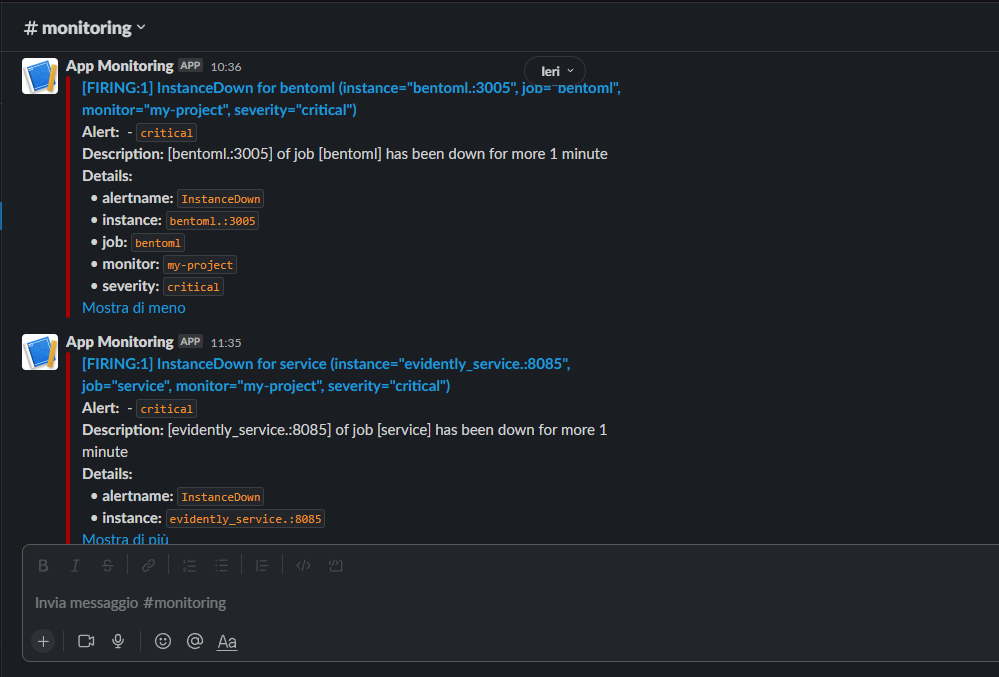 # monitoring
App Monitoring APP 10:36
Ieri
[FIRING:1] InstanceDown for bentoml (instance="bentoml.:3005", job="bentoml",
monitor="my-project", severity="critical")
Alert: - critical
Description: [bentoml.:3005] of job [bentoml] has been down for more 1 minute
Details:
• alertname: InstanceDown
• instance: bentoml.:3005
• job: bentoml
• monitor: my-project
• severity: critical
Mostra di meno
App Monitoring APP 11:35
[FIRING:1] InstanceDown for service (instance="evidently_service.:8085",
job="service", monitor="my-project", severity="critical")
Alert: - critical
Description: [evidently_service.:8085] of job [service] has been down for more 1
minute
Details:
• alertname: InstanceDown
• instance: evidently_service.:8085
Mostra di più
B I S
Invia messaggio #monitoring
Aa